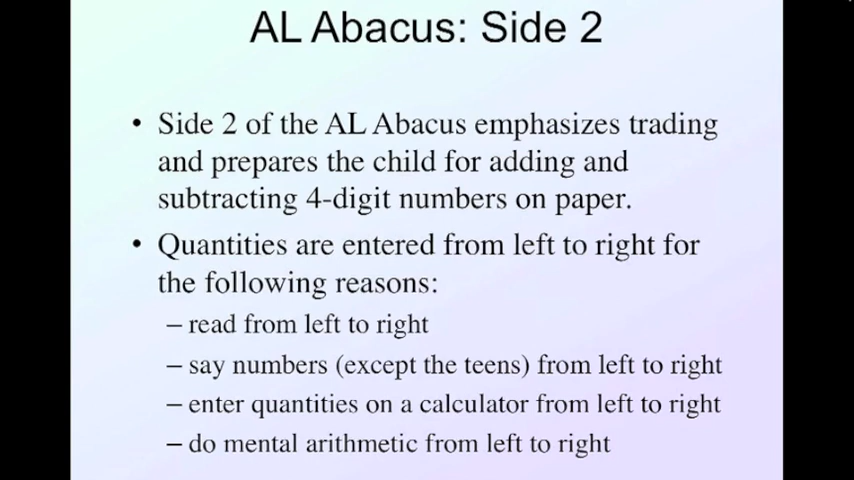 AL Abacus: Side 2
• Side 2 of the AL Abacus emphasizes trading
and prepares the child for adding and
subtracting 4-digit numbers on paper.
• Quantities are entered from left to right for
the following reasons:
– read from left to right
– say numbers (except the teens) from left to right
– enter quantities on a calculator from left to right
– do mental arithmetic from left to right